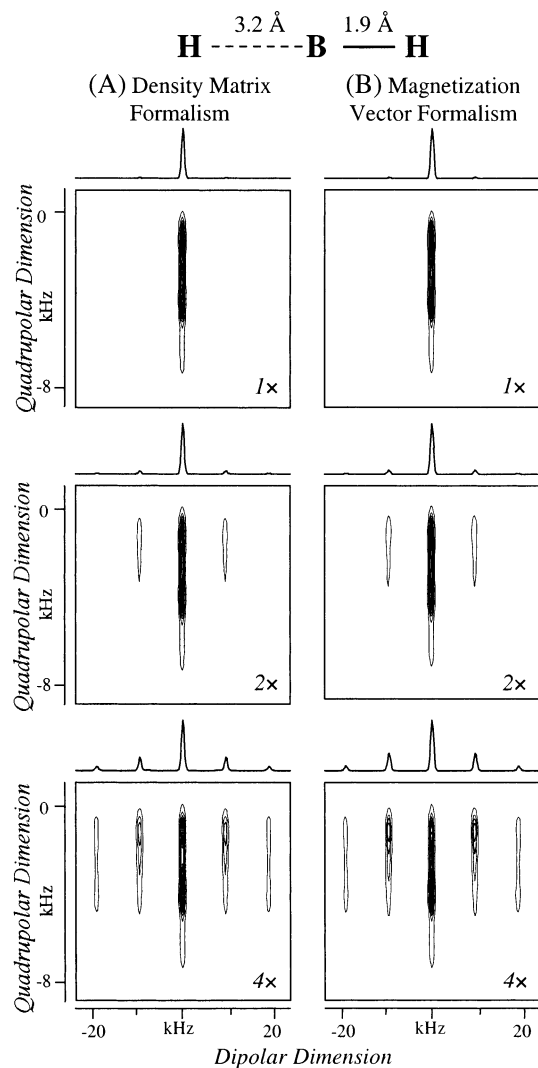 3.2 Å 1.9 Å
H B H
(A) Density Matrix Formalism
(B) Magnetization Vector Formalism
Quadrupolar Dimension
kHz
0
-8
1×
1×
Quadrupolar Dimension
kHz
0
-8
2×
2×
Quadrupolar Dimension
kHz
0
-8
4×
4×
-20 kHz 20
-20 kHz 20
Dipolar Dimension